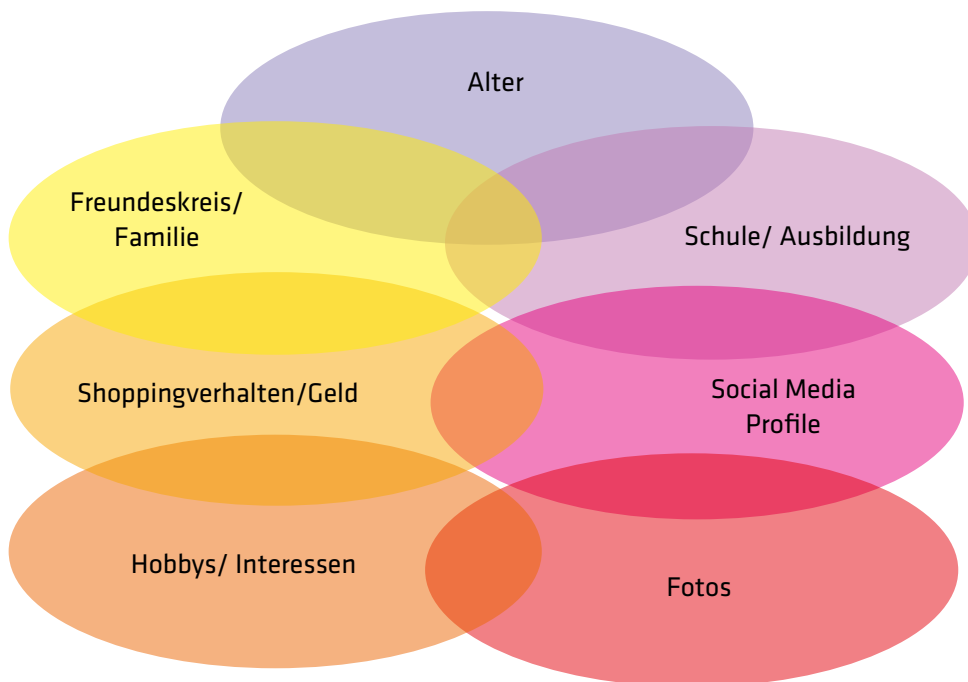 Alter
Freundeskreis/
Familie
Schule/ Ausbildung
Shoppingverhalten/Geld
Social Media
Profile
Hobbys/ Interessen
Fotos